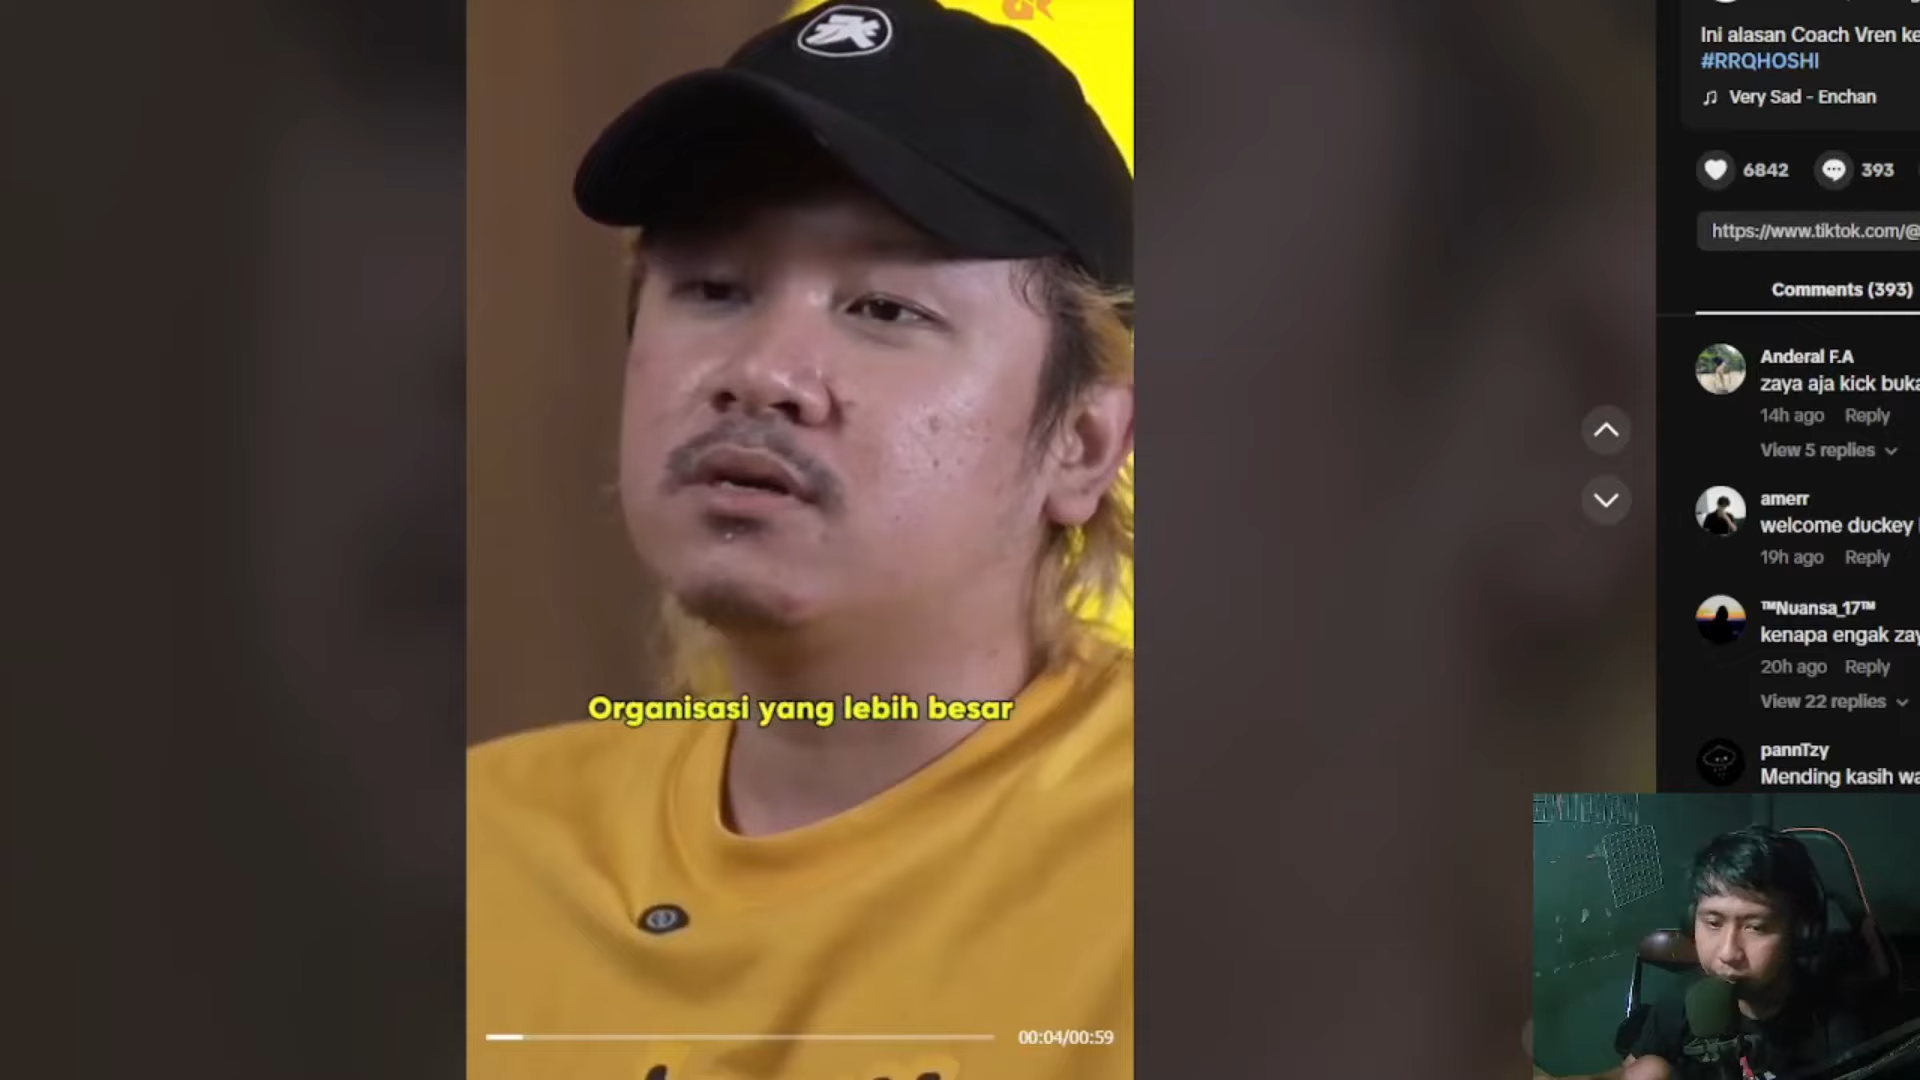 Organisasi yang lebih besar
00:04/00:59
Ini alasan Coach Vren ke
#RRQHOSHI
Very Sad - Enchan
6842
393
https://www.tiktok.com/@
Comments (393)
Anderal F.A
zaya aja kick buka
14h ago Reply
View 5 replies
amerr
welcome duckey
19h ago Reply
™Nuansa_17™
kenapa engak zay
20h ago Reply
View 22 replies
pannTzy
Mending kasih wa